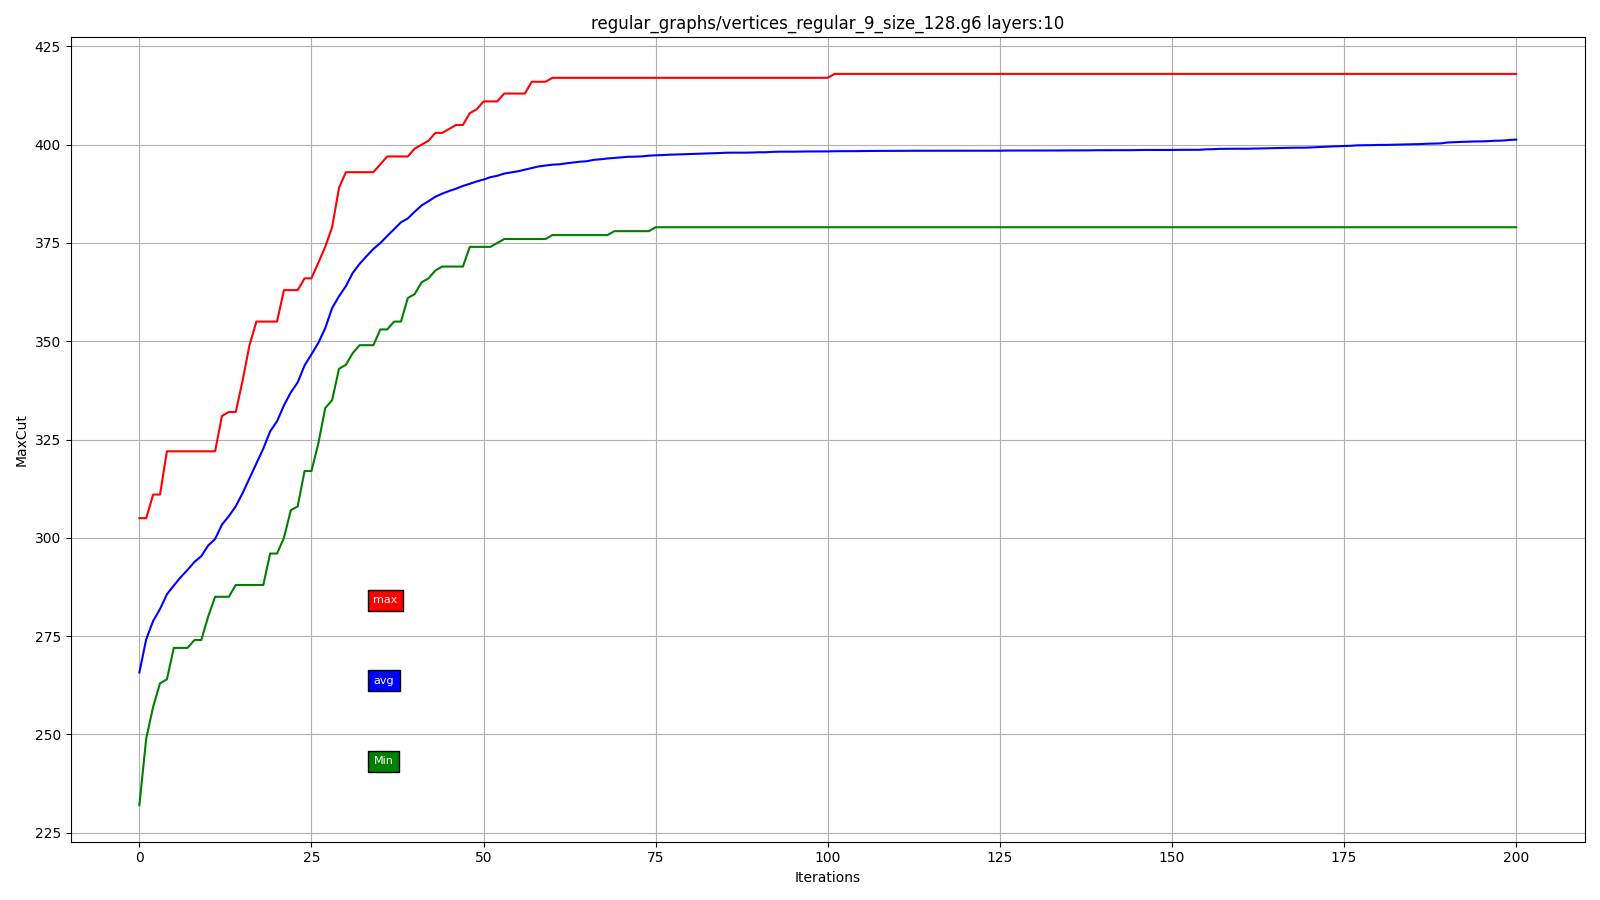 regular_graphs/vertices_regular_9_size_128.g6 layers:10
425
400
375
350
325
300
275
250
225
MaxCut
max
avg
Min
0 25 50 75 100 125 150 175 200
Iterations